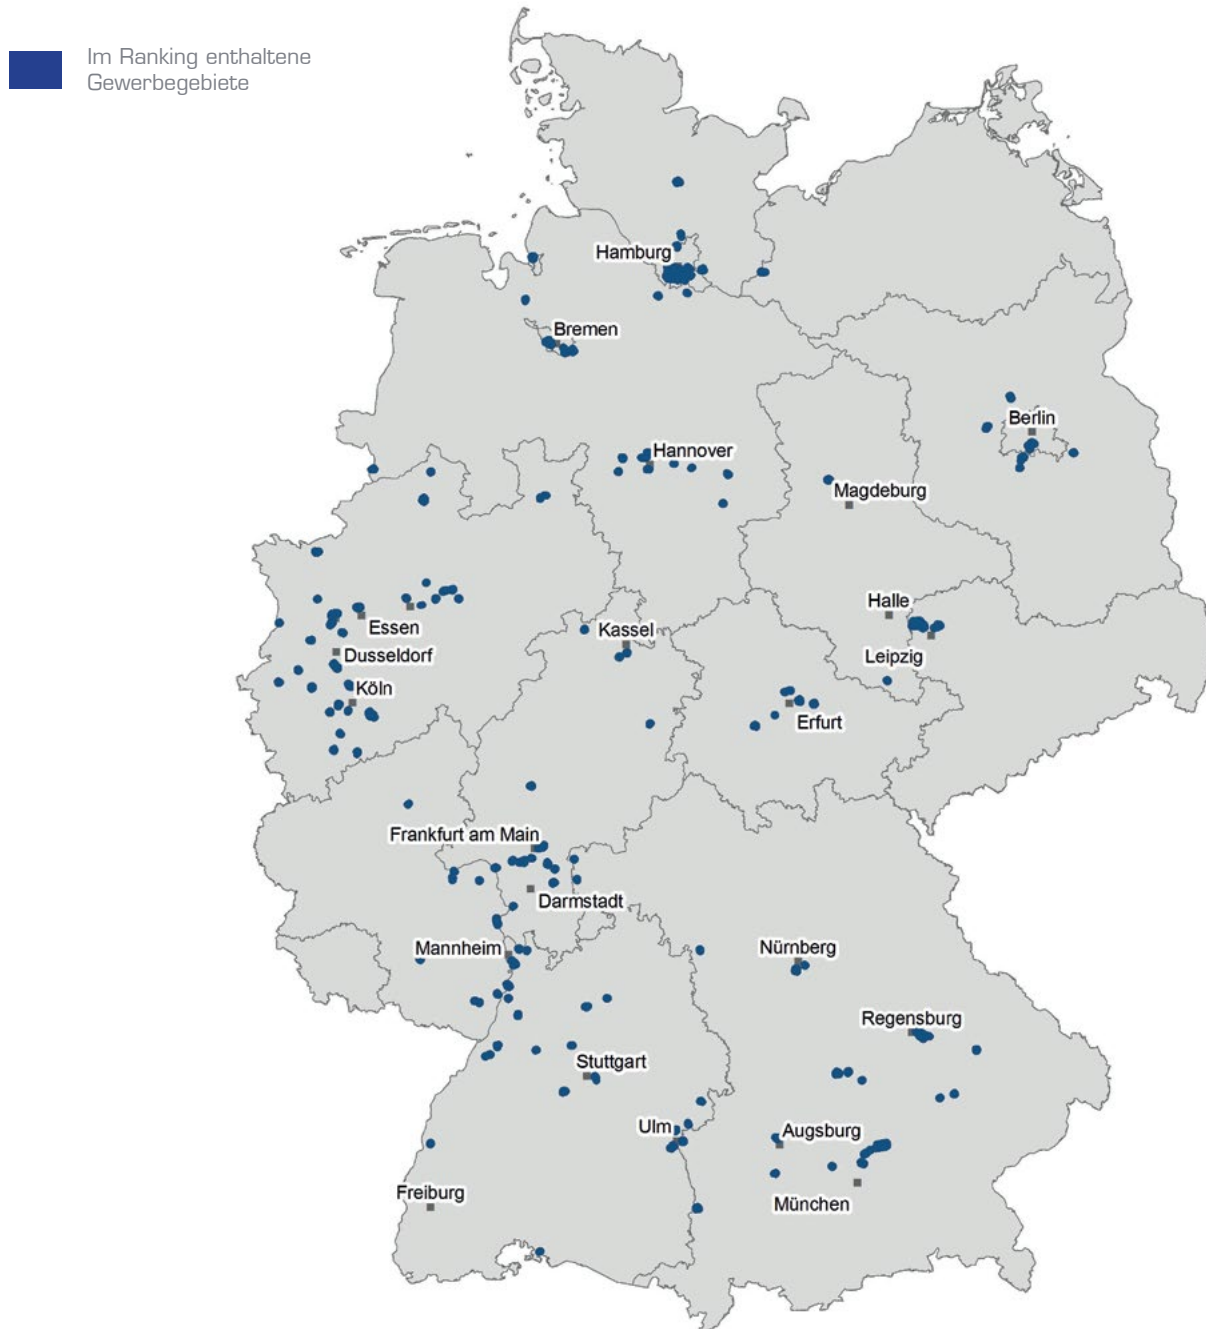 Im Ranking enthaltene
Gewerbegebiete
Hamburg
Bremen
Berlin
Hannover
Magdeburg
Halle
Essen
Kassel
Dusseldorf
Leipzig
Köln
Erfurt
Frankfurt am Main
Darmstadt
Mannheim
Nürnberg
Regensburg
Stuttgart
Ulm
Augsburg
Freiburg
München